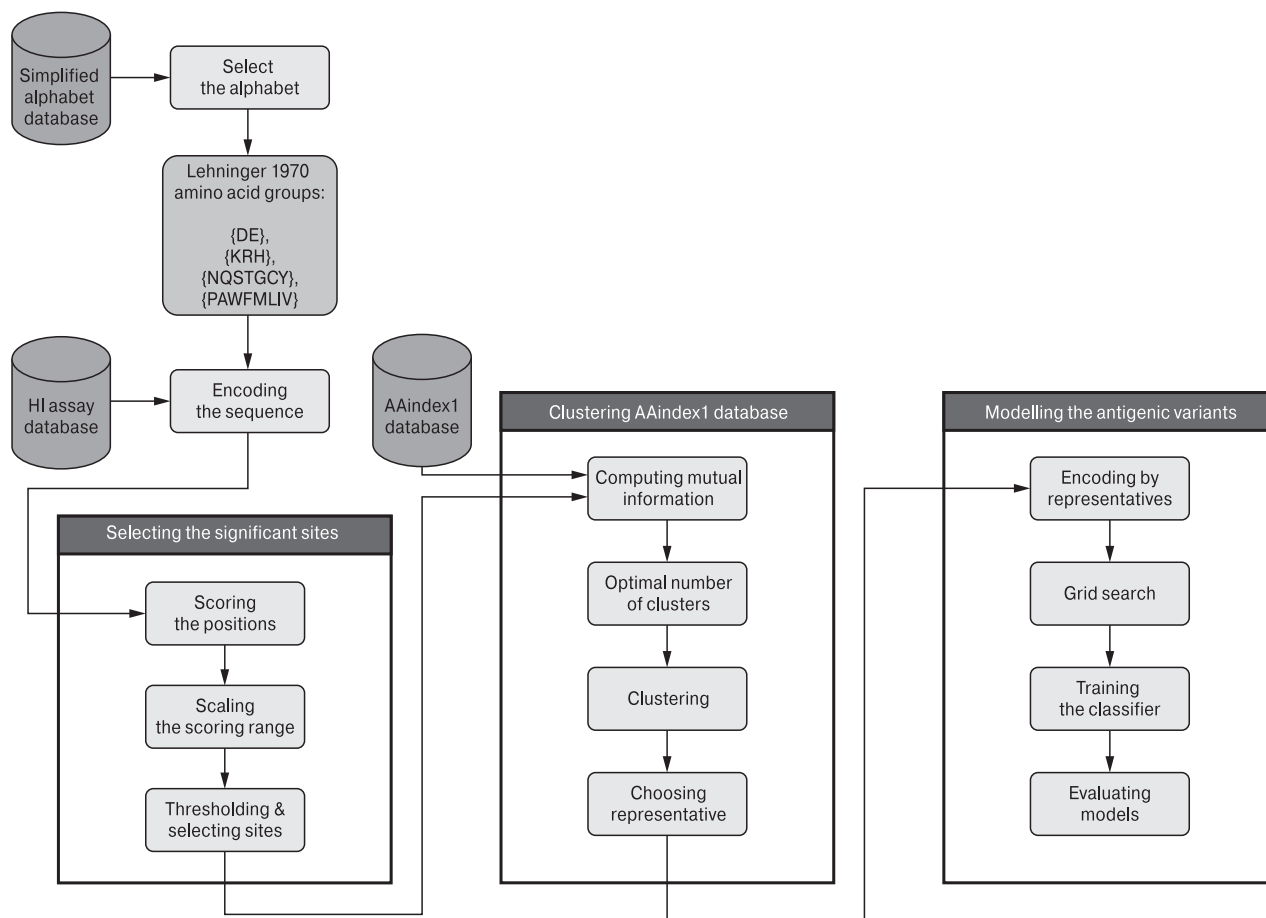 Simplified
alphabet
database
Select
the alphabet
Lehninger 1970
amino acid groups:
{DE},
{KRH},
{NQSTGCY},
{PAWFMLIV}
HI assay
database
Encoding
the sequence
Selecting the significant sites
Scoring
the positions
Scaling
the scoring range
Thresholding &
selecting sites
AAindex1
database
Clustering AAindex1 database
Computing mutual
information
Optimal number
of clusters
Clustering
Choosing
representative
Modelling the antigenic variants
Encoding by
representatives
Grid search
Training
the classifier
Evaluating
models